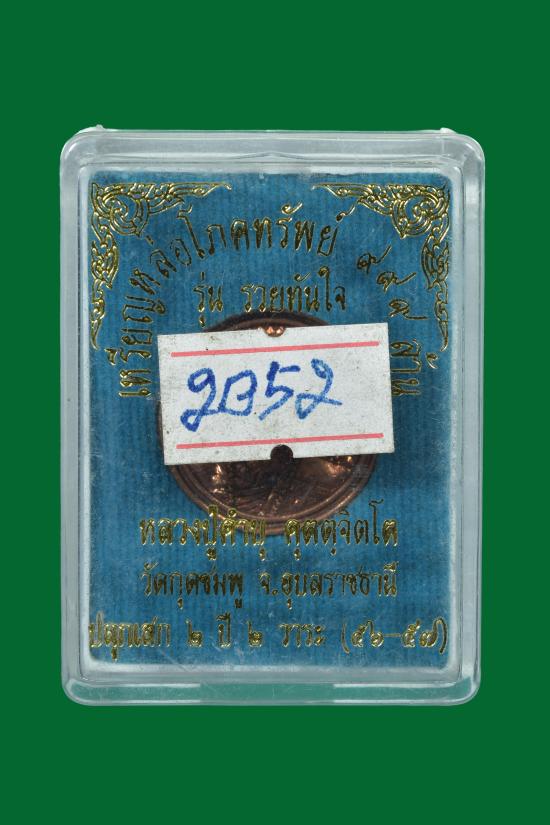 เหรียญหล่อโภคทรัพย์ ๙๙๙ ล้าน
รุ่น รวยทันใจ
2052
หลวงปู่คำบุ คุตตฺจิตโต
วัดกุดชมพู จ.อุบลราชธานี
ปลุกเสก ๒ ปี ๒ วาระ (๕๖-๕๗)